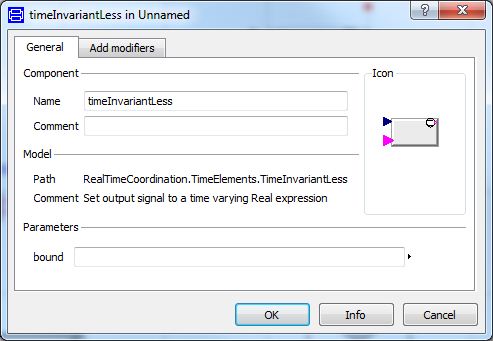 timeInvariantLess in Unnamed
General Add modifiers
Component Icon
Name timeInvariantLess
Comment
Model
Path RealTimeCoordination.TimeElements.TimeInvariantLess
Comment Set output signal to a time varying Real expression
Parameters
bound
OK Info Cancel